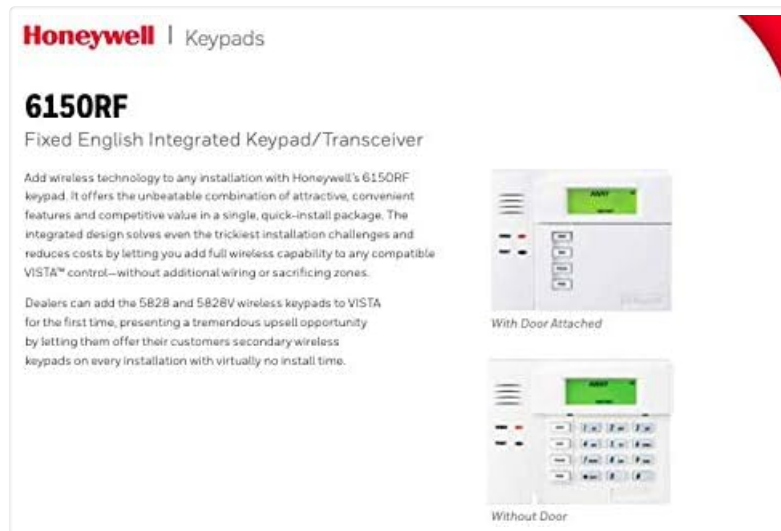 Honeywell | Keypads
6150RF
Fixed English Integrated Keypad/Transceiver
Add wireless technology to any installation with Honeywell's 6150RF
keypad. It offers the unbeatable combination of attractive, convenient
features and competitive value in a single, quick-install package. The
integrated design solves even the trickiest installation challenges and
reduces costs by letting you add full wireless capability to any compatible
VISTA™ control—without additional wiring or sacrificing zones.
Dealers can add the 5828 and 5828V wireless keypads to VISTA
for the first time, presenting a tremendous upsell opportunity
by letting them offer their customers secondary wireless
keypads on every installation with virtually no install time.
AWAY
With Door Attached
AWAY
Without Door